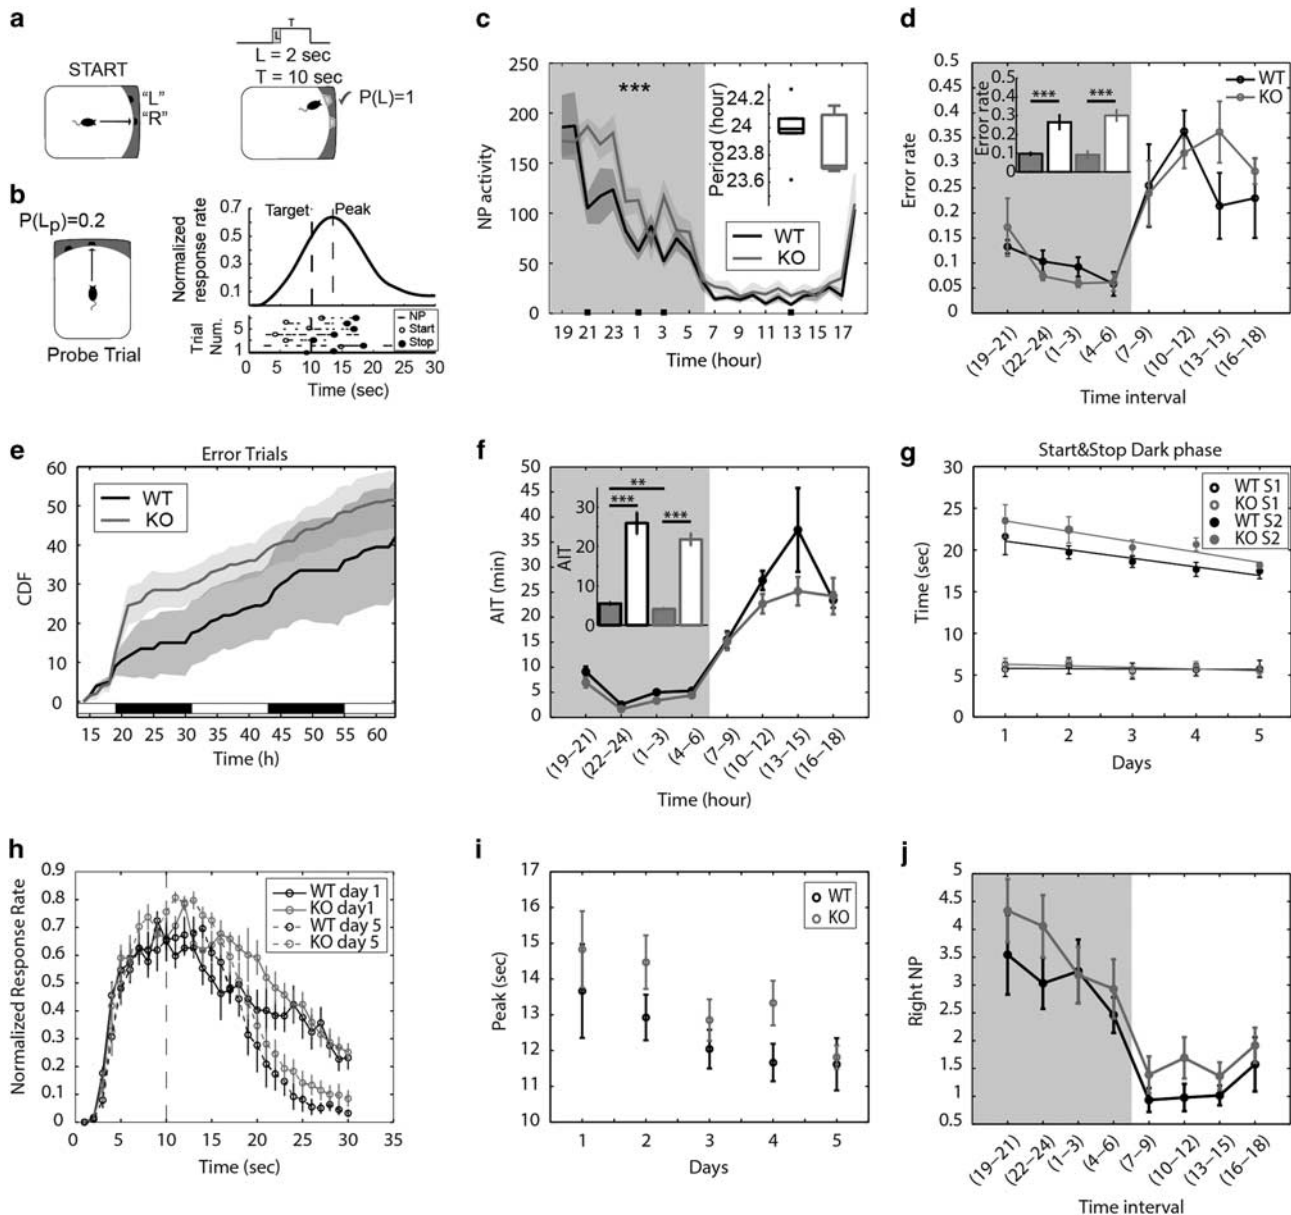 a
START
"L"
"R"
L
T
L = 2 sec
T = 10 sec
P(L)=1
b
P(Lp)=0.2
Probe Trial
Normalized response rate
0.7
0.5
0.3
0.1
Target
Peak
Trial Num.
5
1
NP
Start
Stop
0 5 10 15 20 25 30
Time (sec)
c
NP activity
250
200
150
100
50
0
***
Period (hour)
24.2
24
23.8
23.6
WT
KO
19 21 23 1 3 5 7 9 11 13 15 17
Time (hour)
d
Error rate
0.5
0.45
0.4
0.35
0.3
0.25
0.2
0.15
0.1
0.05
0
Error rate
0.5
0.4
0.3
0.2
0.1
0
*** ***
WT
KO
(19–21) (22–24) (1–3) (4–6) (7–9) (10–12) (13–15) (16–18)
Time interval
e
Error Trials
CDF
60
50
40
30
20
10
0
WT
KO
15 20 25 30 35 40 45 50 55 60
Time (h)
f
AIT (min)
50
45
40
35
30
25
20
15
10
5
0
AIT
30
20
10
0
**
*** ***
(19–21) (22–24) (1–3) (4–6) (7–9) (10–12) (13–15) (16–18)
Time (hour)
g
Start&Stop Dark phase
Time (sec)
30
25
20
15
10
5
0
WT S1
KO S1
WT S2
KO S2
1 2 3 4 5
Days
h
Normalized Response Rate
0.9
0.8
0.7
0.6
0.5
0.4
0.3
0.2
0.1
0
WT day 1
KO day1
WT day 5
KO day 5
0 5 10 15 20 25 30 35
Time (sec)
i
Peak (sec)
17
16
15
14
13
12
11
10
WT
KO
1 2 3 4 5
Days
j
Right NP
5
4.5
4
3.5
3
2.5
2
1.5
1
0.5
(19–21) (22–24) (1–3) (4–6) (7–9) (10–12) (13–15) (16–18)
Time interval